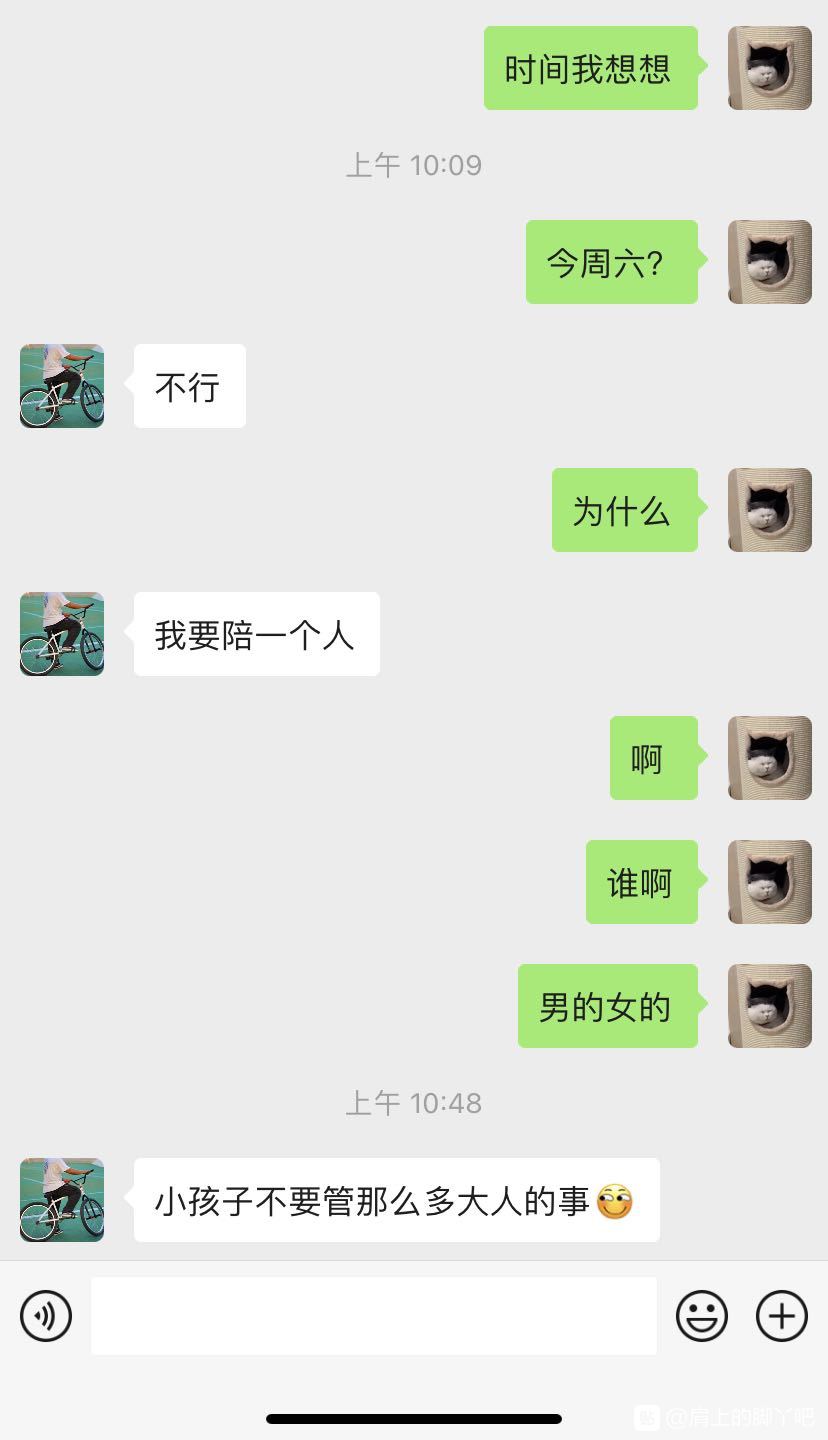 时间我想想
上午 10:09
今周六?
不行
为什么
我要陪一个人
啊
谁啊
男的女的
上午 10:48
小孩子不要管那么多大人的事
贴 @肩上的脚丫吧